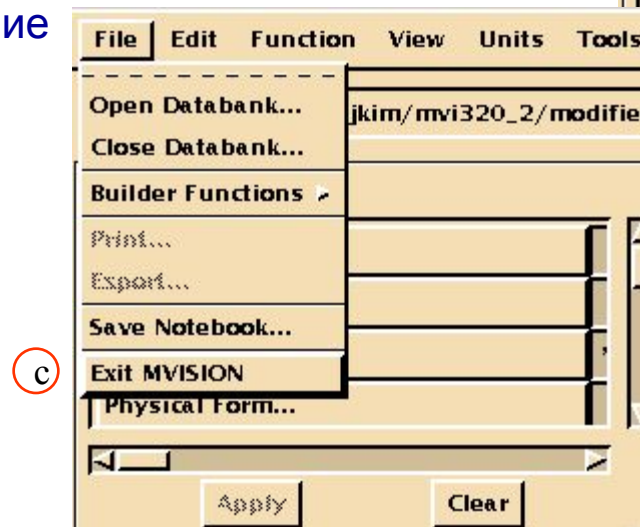 ие
File Edit Function View Units Tools
Open Databank...
jkim/mvi320_2/modifie
Close Databank...
Builder Functions
Print...
Export...
Save Notebook...
c Exit MVISION
Physical Form...
Apply Clear